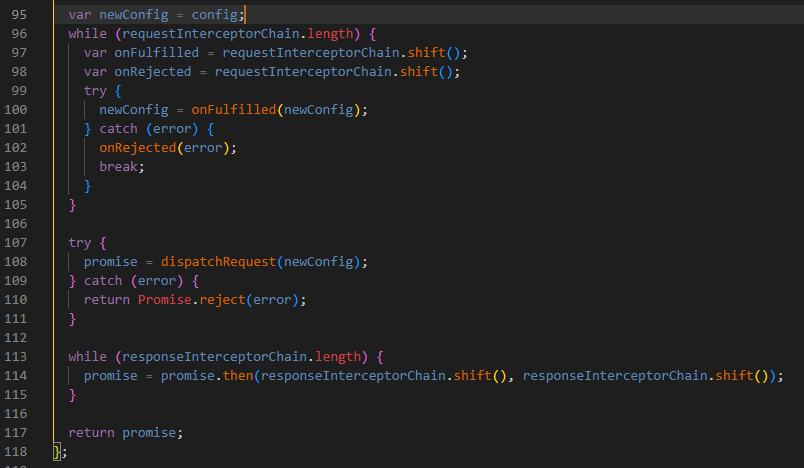 95 var newConfig = config;
96 while (requestInterceptorChain.length) {
97 var onFulfilled = requestInterceptorChain.shift();
98 var onRejected = requestInterceptorChain.shift();
99 try {
100 newConfig = onFulfilled(newConfig);
101 } catch (error) {
102 onRejected(error);
103 break;
104 }
105 }
106
107 try {
108 promise = dispatchRequest(newConfig);
109 } catch (error) {
110 return Promise.reject(error);
111 }
112
113 while (responseInterceptorChain.length) {
114 promise = promise.then(responseInterceptorChain.shift(), responseInterceptorChain.shift());
115 }
116
117 return promise;
118 };